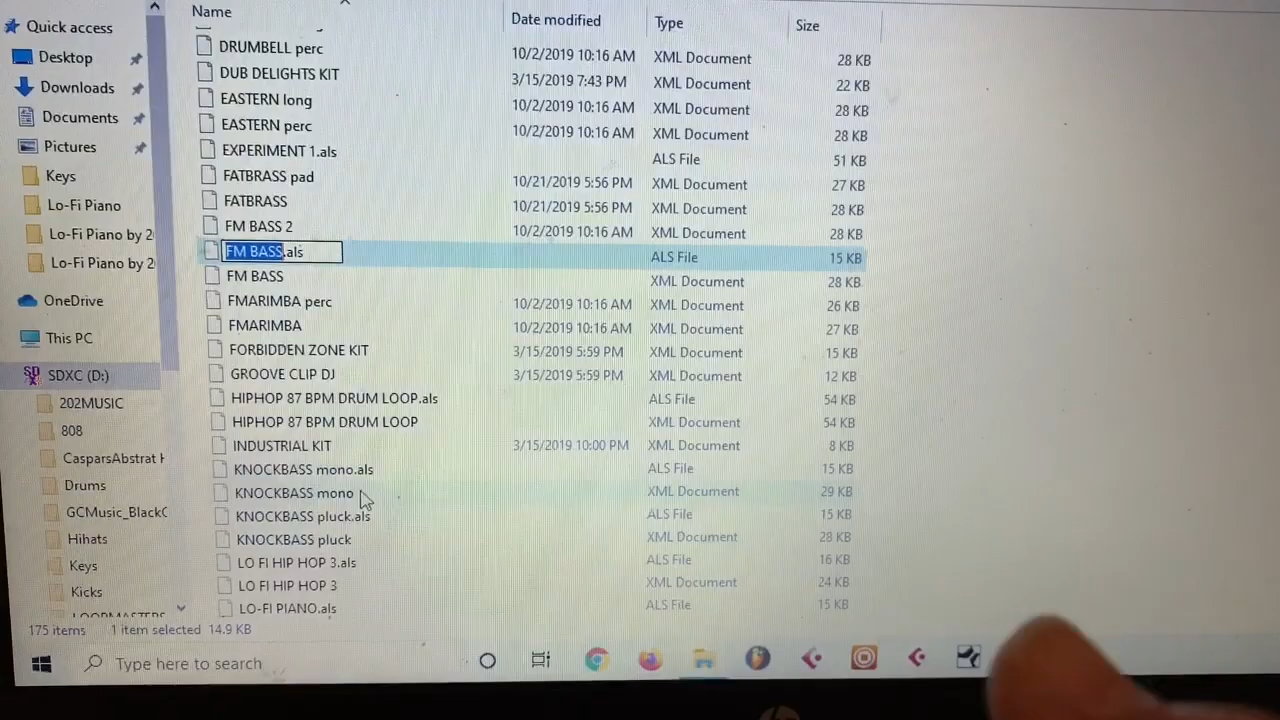 Name Date modified Type Size
Quick access
Desktop
Downloads
Documents
Pictures
Keys
Lo-Fi Piano
Lo-Fi Piano by 2
Lo-Fi Piano by 2
OneDrive
This PC
SDXC (D:)
202MUSIC
808
CasparsAbstrat H
Drums
GCMusic_BlackC
Hihats
Keys
Kicks
DRUMBELL perc 10/2/2019 10:16 AM XML Document 28 KB
DUB DELIGHTS KIT 3/15/2019 7:43 PM XML Document 22 KB
EASTERN long 10/2/2019 10:16 AM XML Document 28 KB
EASTERN perc 10/2/2019 10:16 AM XML Document 28 KB
EXPERIMENT 1.als ALS File 51 KB
FATBRASS pad 10/21/2019 5:56 PM XML Document 27 KB
FATBRASS 10/21/2019 5:56 PM XML Document 28 KB
FM BASS 2 10/2/2019 10:16 AM XML Document 28 KB
FM BASS.als ALS File 15 KB
FM BASS XML Document 28 KB
FMARIMBA perc 10/2/2019 10:16 AM XML Document 26 KB
FMARIMBA 10/2/2019 10:16 AM XML Document 27 KB
FORBIDDEN ZONE KIT 3/15/2019 5:59 PM XML Document 15 KB
GROOVE CLIP DJ 3/15/2019 5:59 PM XML Document 12 KB
HIPHOP 87 BPM DRUM LOOP.als ALS File 54 KB
HIPHOP 87 BPM DRUM LOOP XML Document 54 KB
INDUSTRIAL KIT 3/15/2019 10:00 PM XML Document 8 KB
KNOCKBASS mono.als ALS File 15 KB
KNOCKBASS mono XML Document 29 KB
KNOCKBASS pluck.als ALS File 15 KB
KNOCKBASS pluck XML Document 28 KB
LO FI HIP HOP 3.als ALS File 16 KB
LO FI HIP HOP 3 XML Document 24 KB
LO-FI PIANO.als ALS File 15 KB
175 items 1 item selected 14.9 KB
Type here to search